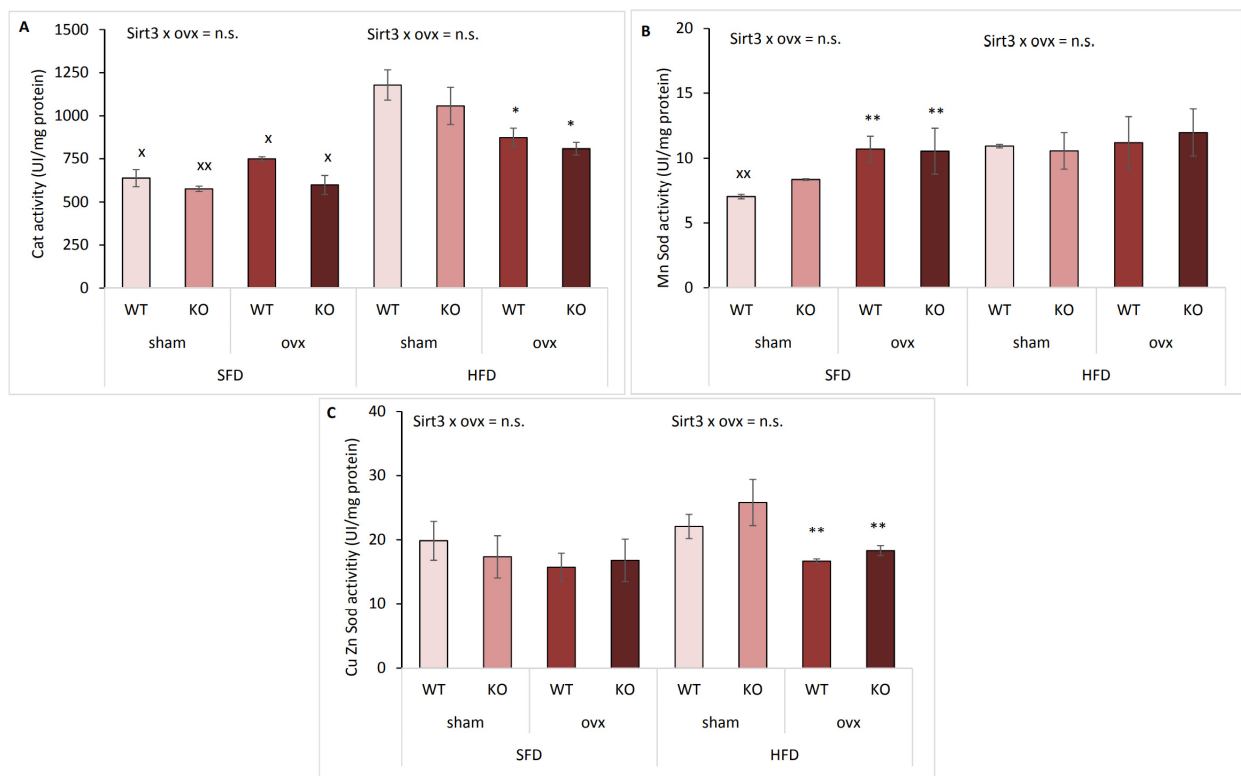 A
Sirt3 x ovx = n.s.
Sirt3 x ovx = n.s.
Cat activity (UI/mg protein)
1500
1250
1000
750
500
250
0
x
xx
x
x
*
*
WT KO WT KO WT KO WT KO
sham ovx sham ovx
SFD HFD
B
Sirt3 x ovx = n.s.
Sirt3 x ovx = n.s.
Mn Sod activity (UI/mg protein)
20
15
10
5
0
xx
**
**
WT KO WT KO WT KO WT KO
sham ovx sham ovx
SFD HFD
C
Sirt3 x ovx = n.s.
Sirt3 x ovx = n.s.
Cu Zn Sod activitiy (UI/mg protein)
40
30
20
10
0
**
**
WT KO WT KO WT KO WT KO
sham ovx sham ovx
SFD HFD